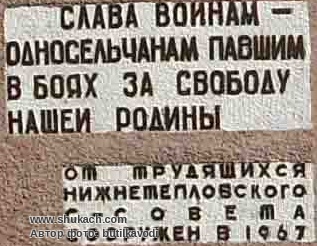 СЛАВА ВОИНАМ —
ОДНОСЕЛЬЧАНАМ ПАВШИМ
В БОЯХ ЗА СВОБОДУ
НАШЕЙ РОДИНЫ
ОТ ТРУДЯЩИХСЯ
НИЖНЕТЕПЛОВСКОГО
С/СОВЕТА
В 1967
www.shukach.com
Автор фото: butilkavodi